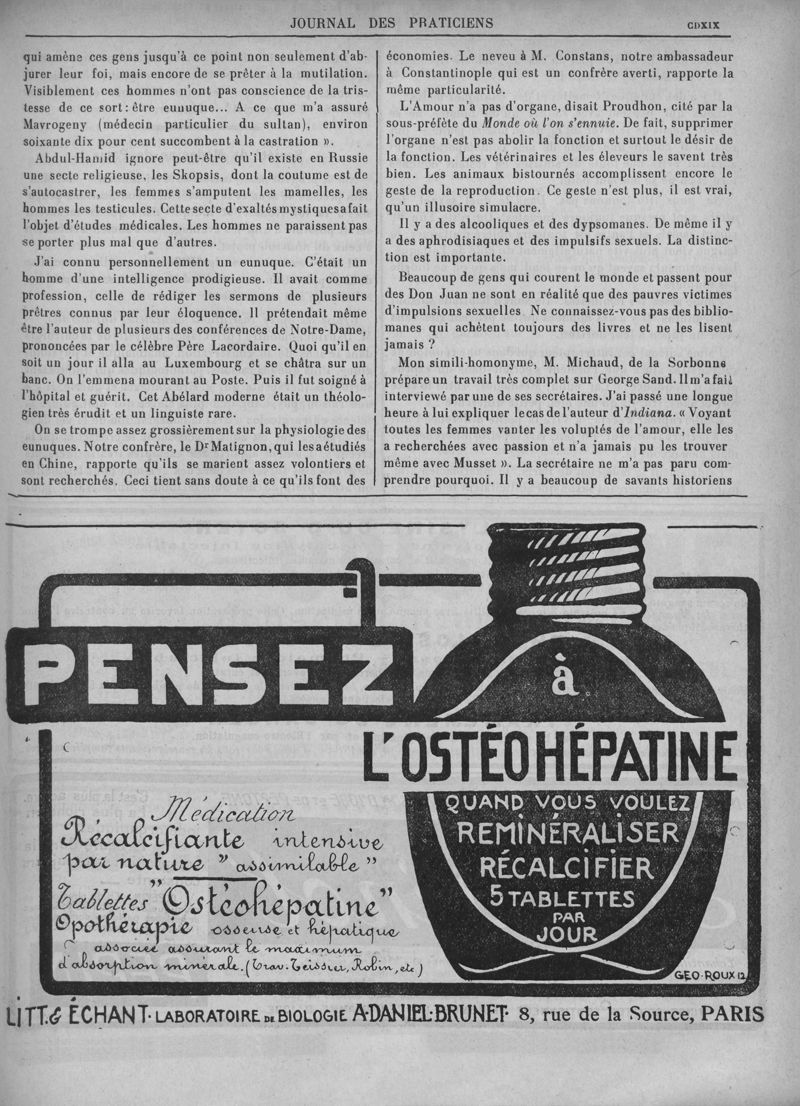 JOURNAL DES PRATICIENS
CDXIX
qui amène ces gens jusqu'à ce point non seulement d'ab-
jurer leur foi, mais encore de se prêter à la mutilation.
Visiblement ces hommes n'ont pas conscience de la tris-
tesse de ce sort : être eunuque... A ce que m'a assuré
Mavrogeny (médecin particulier du sultan), environ
soixante dix pour cent succombent à la castration ».
Abdul-Hamid ignore peut-être qu'il existe en Russie
une secte religieuse, les Skopsis, dont la coutume est de
s'autocastrer, les femmes s'amputent les mamelles, les
hommes les testicules. Cette secte d'exaltés mystiques a fait
l'objet d'études médicales. Les hommes ne paraissent pas
se porter plus mal que d'autres.
J'ai connu personnellement un eunuque. C'était un
homme d'une intelligence prodigieuse. Il avait comme
profession, celle de rédiger les sermons de plusieurs
prêtres connus par leur éloquence. Il prétendait même
être l'auteur de plusieurs des conférences de Notre-Dame,
prononcées par le célèbre Père Lacordaire. Quoi qu'il en
soit un jour il alla au Luxembourg et se châtra sur un
banc. On l'emmena mourant au Poste. Puis il fut soigné à
l'hôpital et guérit. Cet Abélard moderne était un théolo-
gien très érudit et un linguiste rare.
On se trompe assez grossièrement sur la physiologie des
eunuques. Notre confrère, le Dr Matignon, qui les a étudiés
en Chine, rapporte qu'ils se marient assez volontiers et
sont recherchés. Ceci tient sans doute à ce qu'ils font des
économies. Le neveu à M. Constans, notre ambassadeur
à Constantinople qui est un confrère averti, rapporte la
même particularité.
L'Amour n'a pas d'organe, disait Proudhon, cité par la
sous-préfète du Monde où l'on s'ennuie. De fait, supprimer
l'organe n'est pas abolir la fonction et surtout le désir de
la fonction. Les vétérinaires et les éleveurs le savent très
bien. Les animaux bistournés accomplissent encore le
geste de la reproduction. Ce geste n'est plus, il est vrai,
qu'un illusoire simulacre.
Il y a des alcooliques et des dypsomanes. De même il y
a des aphrodisiaques et des impulsifs sexuels. La distinc-
tion est importante.
Beaucoup de gens qui courent le monde et passent pour
des Don Juan ne sont en réalité que des pauvres victimes
d'impulsions sexuelles Ne connaissez-vous pas des biblio-
manes qui achètent toujours des livres et ne les lisent
jamais ?
Mon simili-homonyme, M. Michaud, de la Sorbonne
prépare un travail très complet sur George Sand. Il m'a fait
interviewé par une de ses secrétaires. J'ai passé une longue
heure à lui expliquer le cas de l'auteur d'Indiana. « Voyant
toutes les femmes vanter les voluptés de l'amour, elle les
a recherchées avec passion et n'a jamais pu les trouver
même avec Musset ». La secrétaire ne m'a pas paru com-
prendre pourquoi. Il y a beaucoup de savants historiens
PENSEZ
à
L'OSTÉOHÉPATINE
QUAND VOUS VOULEZ
REMINÉRALISER
RÉCALCIFIER
5 TABLETTES
PAR
JOUR
GEO-ROUX 12
Médication
Récalcifiante intensive
par nature " assimilable "
Tablettes "Ostéohépatine"
Opothérapie osseuse et hépatique
associée assurant le maximum
d'absorption minérale. (Trav. Teissier, Robin, etc)
LITT. & ÉCHANT. LABORATOIRE DE BIOLOGIE A. DANIEL-BRUNET. 8, rue de la Source, PARIS